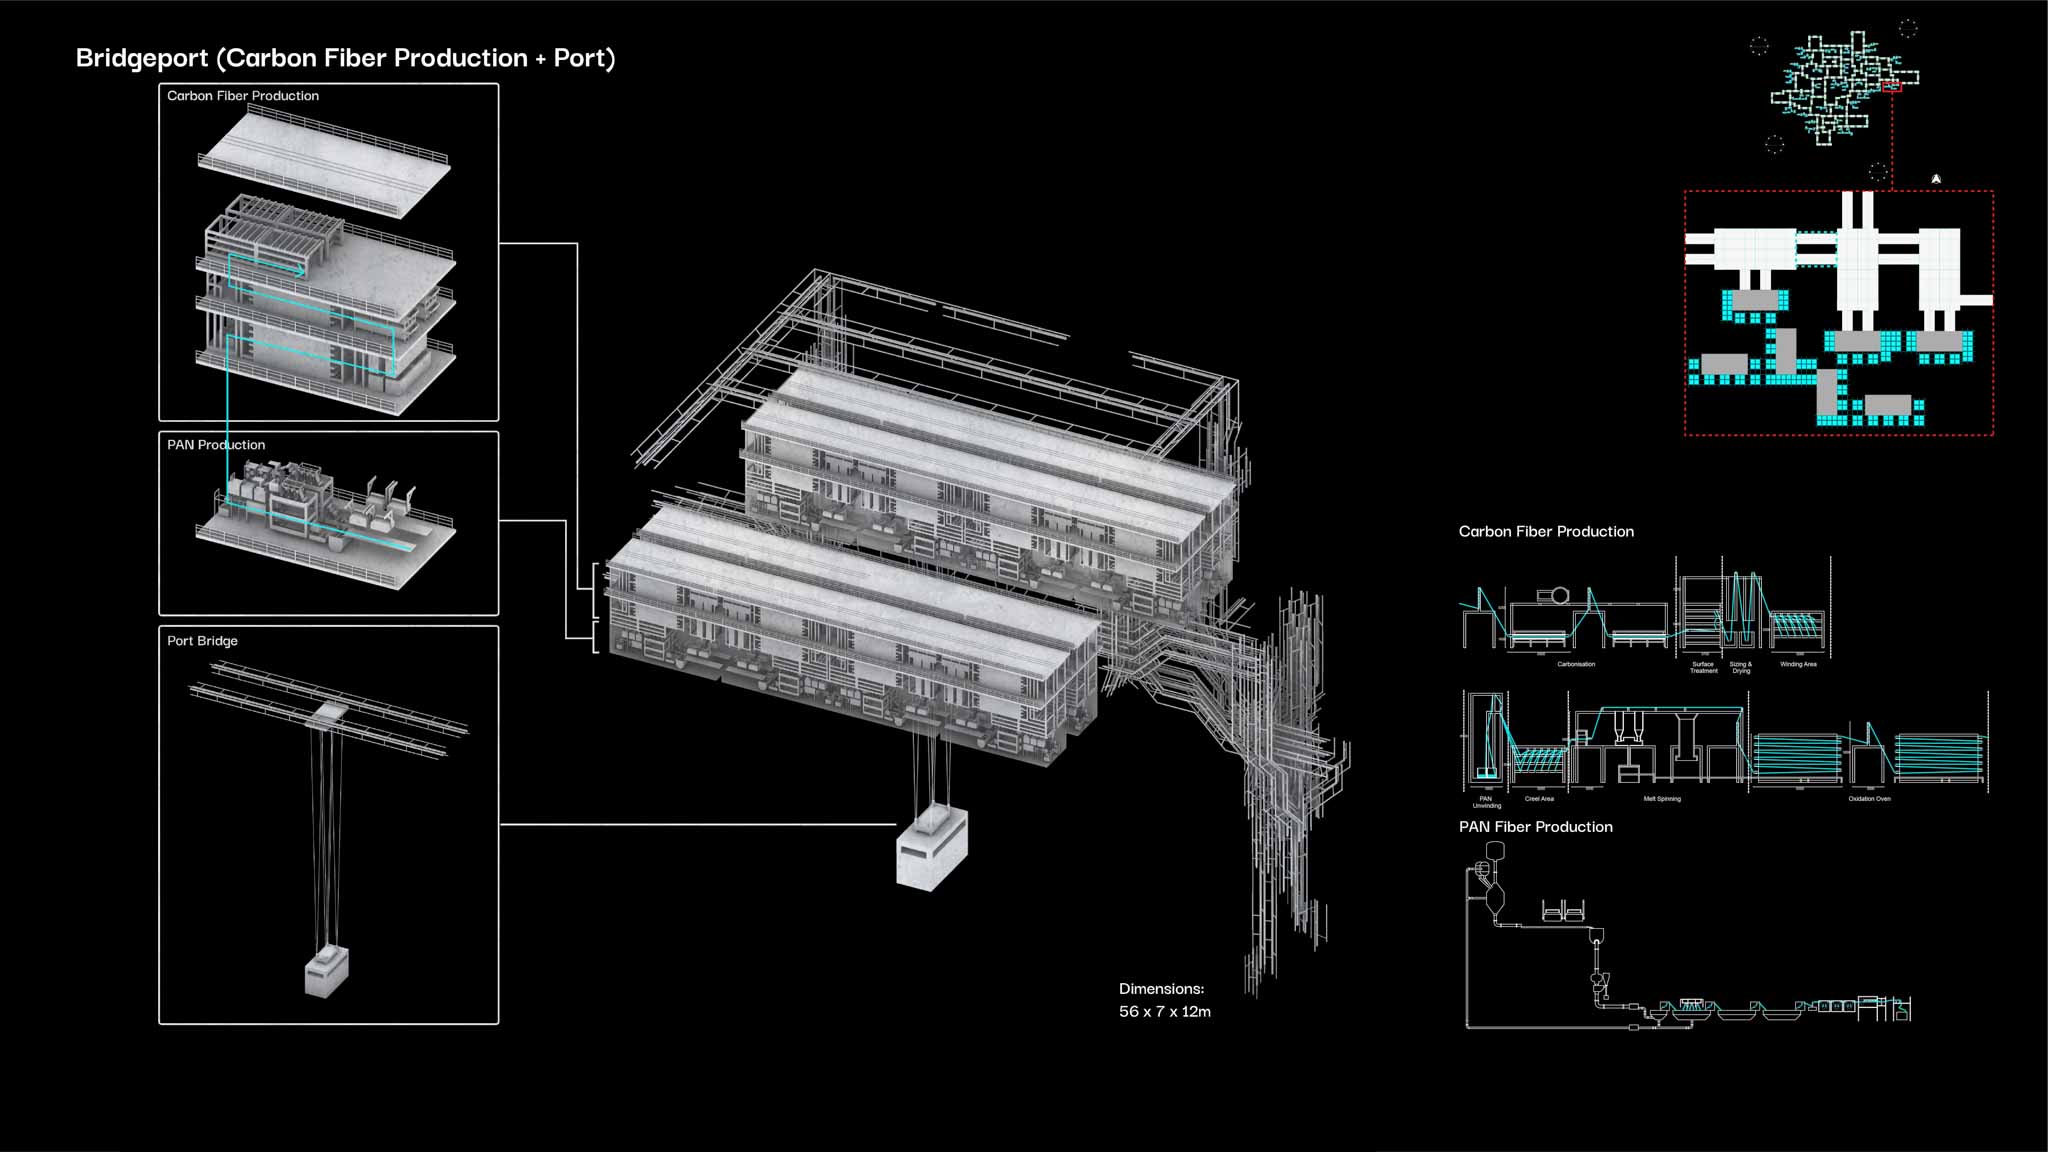 Bridgeport (Carbon Fiber Production + Port)
Carbon Fiber Production
PAN Production
Port Bridge
Dimensions:
56 x 7 x 12m
Carbon Fiber Production
Carbonisation
Surface
Treatment
Sizing &
Drying
Winding Area
PAN
Unwinding
Creel Area
Melt Spinning
Oxidation Oven
PAN Fiber Production